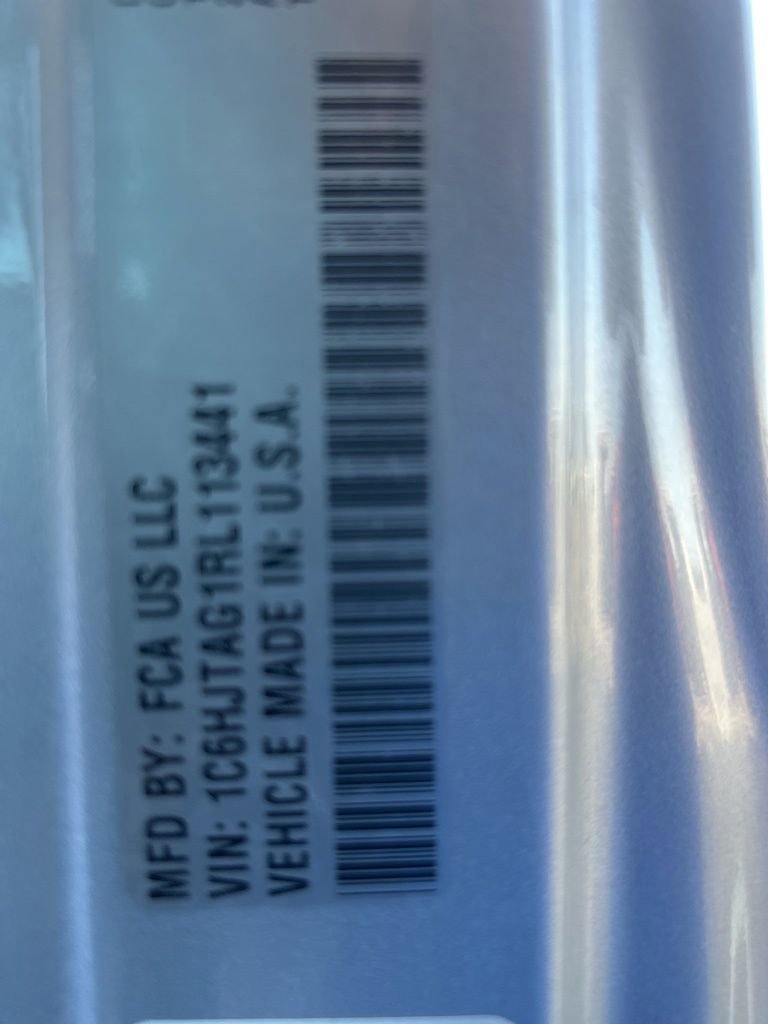 MFD BY: FCA US LLC
VIN: 1C6HJTAG1RL113441
VEHICLE MADE IN: U.S.A.